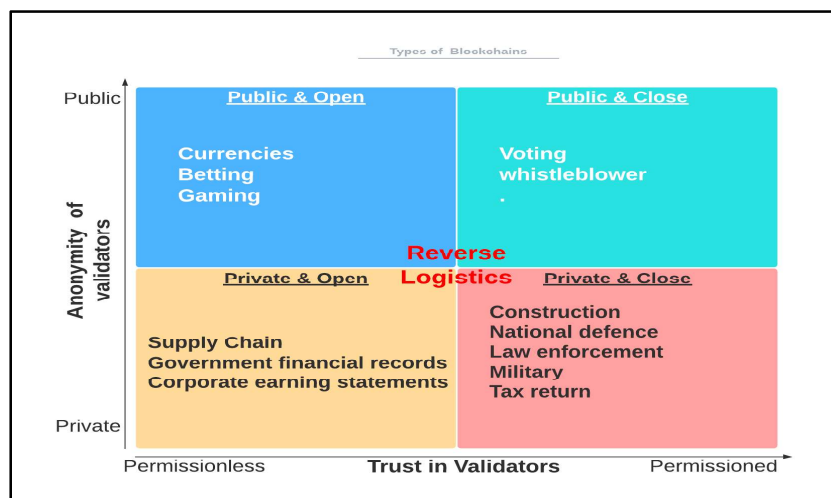 Types of Blockchains
Public
Public & Open
Public & Close
Currencies
Betting
Gaming
Voting
whistleblower
.
Anonymity of
validators
Reverse
Logistics
Private & Open
Private & Close
Supply Chain
Government financial records
Corporate earning statements
Construction
National defence
Law enforcement
Military
Tax return
Private
Permissionless
Trust in Validators
Permissioned